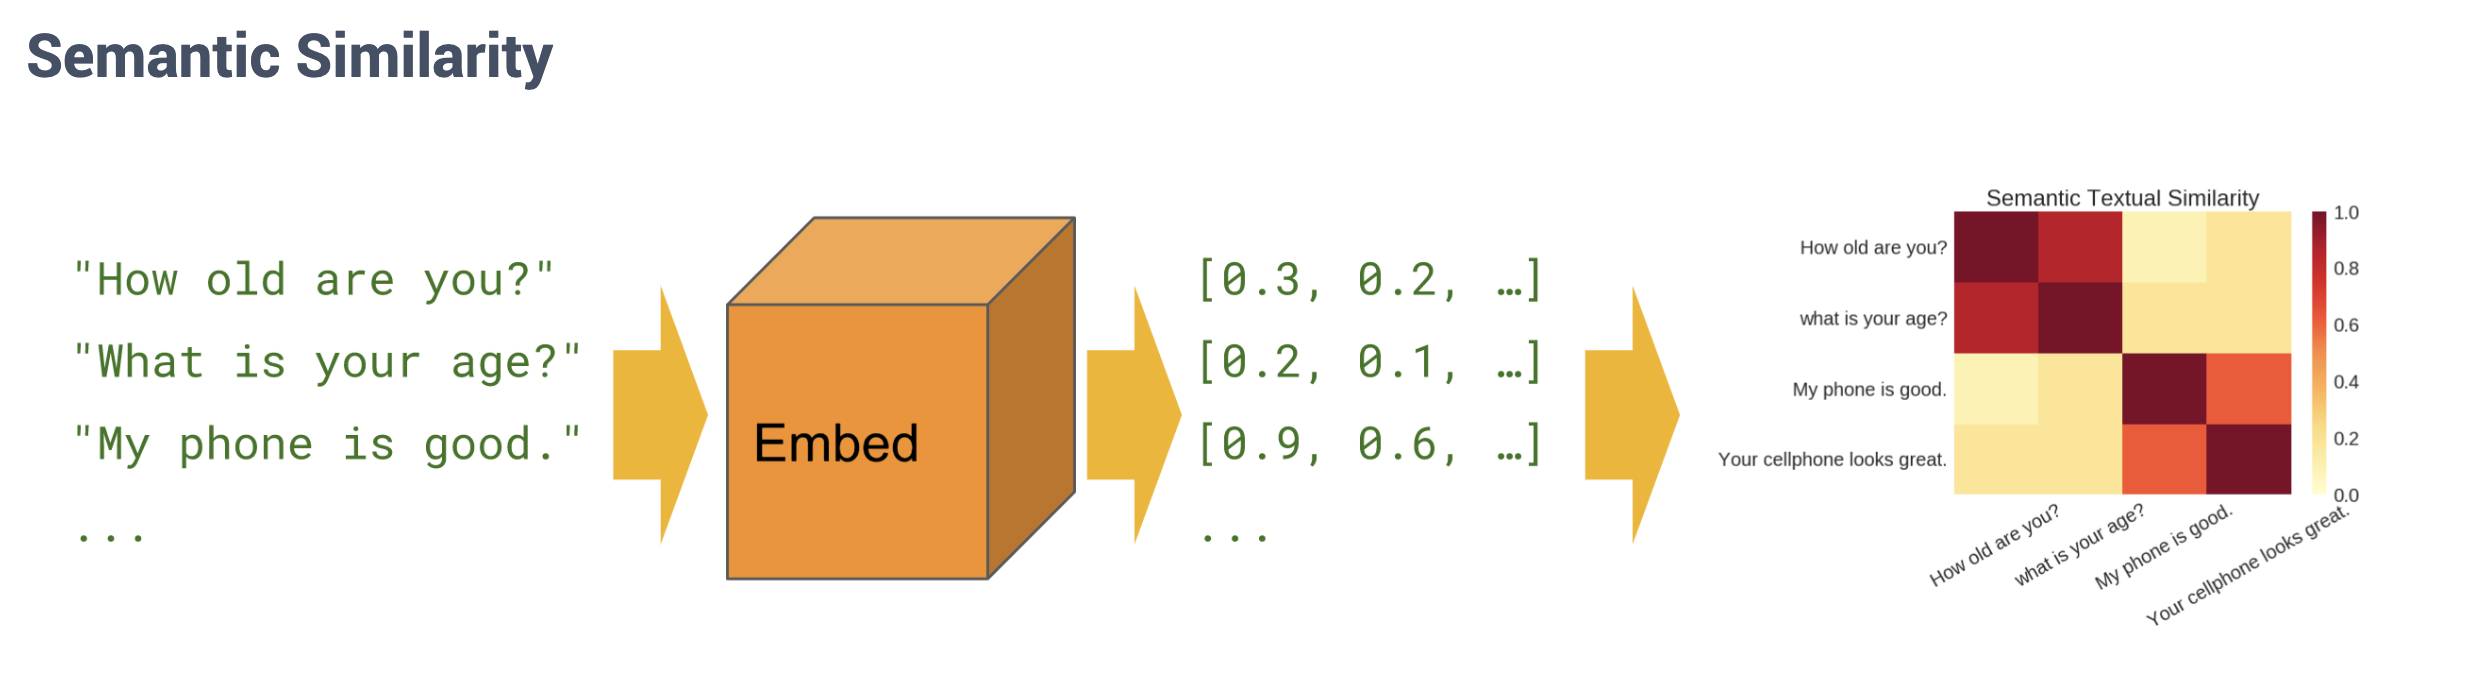 Semantic Similarity
"How old are you?"
"What is your age?"
"My phone is good."
...
Embed
[0.3, 0.2, …]
[0.2, 0.1, …]
[0.9, 0.6, …]
...
Semantic Textual Similarity
How old are you?
what is your age?
My phone is good.
Your cellphone looks great.
How old are you?
what is your age?
My phone is good.
Your cellphone looks great.
1.0
0.8
0.6
0.4
0.2
0.0